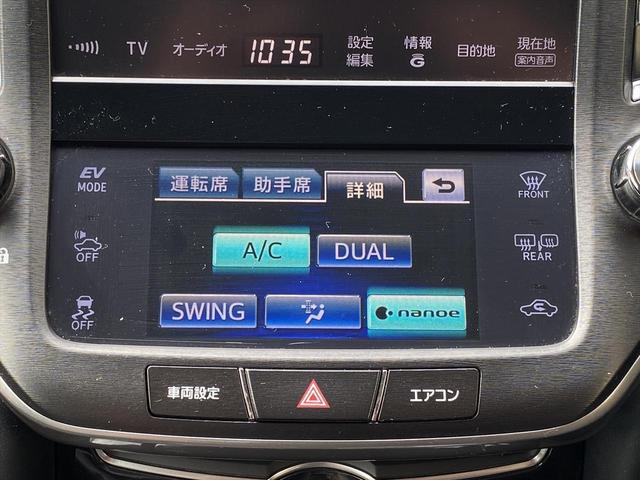 TV オーディオ 10:35 設定 編集 情報 G 目的地 現在地 案内音声
EV MODE
運転席 助手席 詳細
FRONT
OFF
A/C DUAL
REAR
OFF
SWING nanoe
車両設定 エアコン